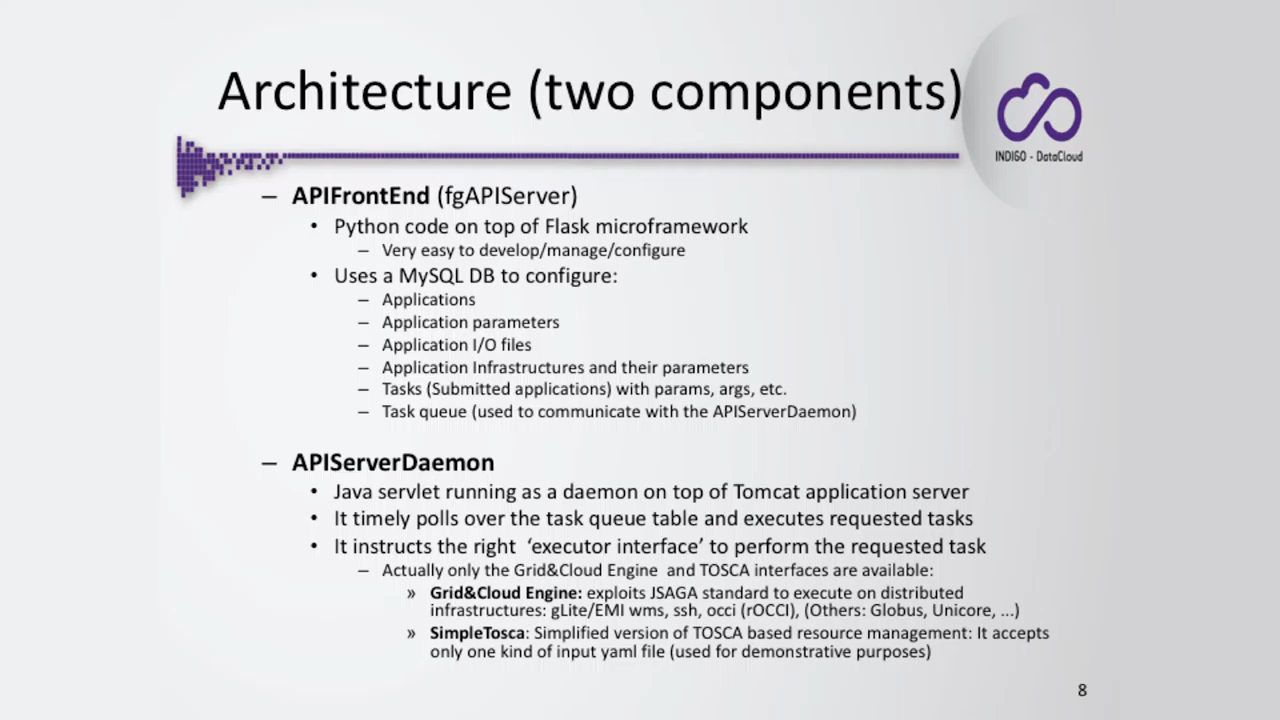 Architecture (two components)
INDIGO - DataCloud
– APIFrontEnd (fgAPIServer)
• Python code on top of Flask microframework
– Very easy to develop/manage/configure
• Uses a MySQL DB to configure:
– Applications
– Application parameters
– Application I/O files
– Application Infrastructures and their parameters
– Tasks (Submitted applications) with params, args, etc.
– Task queue (used to communicate with the APIServerDaemon)
– APIServerDaemon
• Java servlet running as a daemon on top of Tomcat application server
• It timely polls over the task queue table and executes requested tasks
• It instructs the right ‘executor interface’ to perform the requested task
– Actually only the Grid&Cloud Engine and TOSCA interfaces are available:
» Grid&Cloud Engine: exploits JSAGA standard to execute on distributed
infrastructures: gLite/EMI wms, ssh, occi (rOCCI), (Others: Globus, Unicore, ...)
» SimpleTosca: Simplified version of TOSCA based resource management: It accepts
only one kind of input yaml file (used for demonstrative purposes)
8